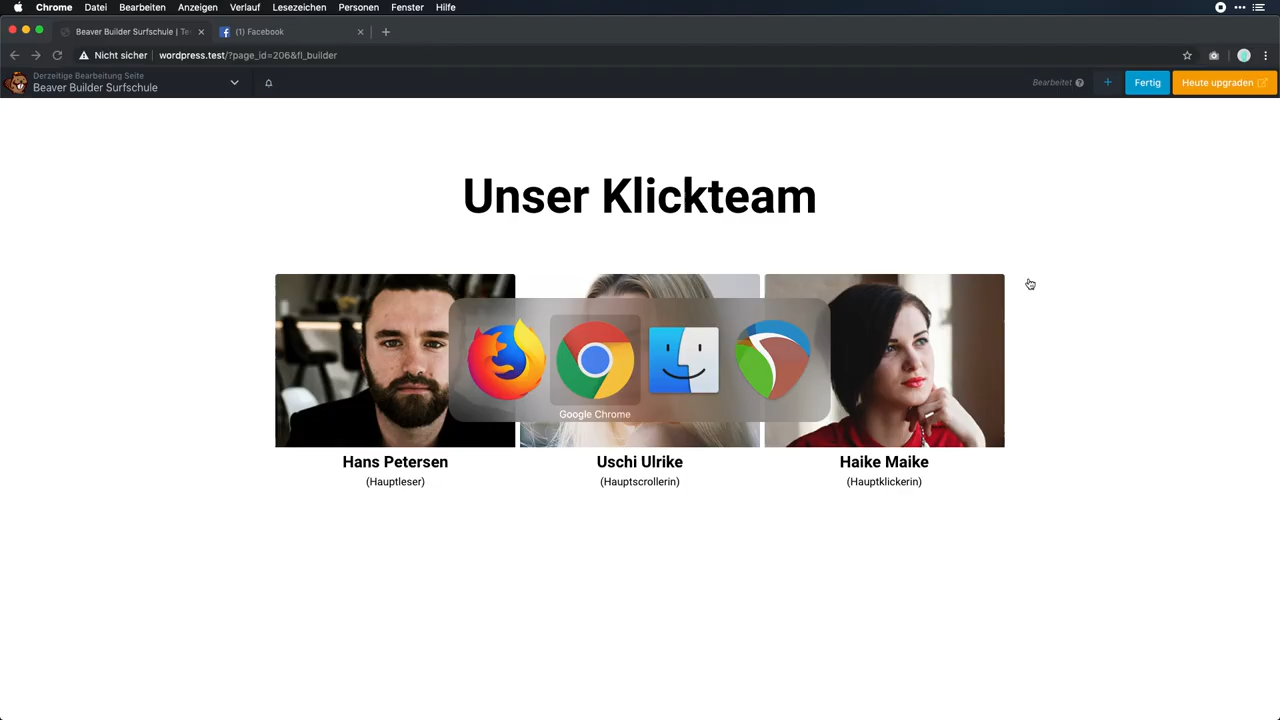 Chrome Datei Bearbeiten Anzeigen Verlauf Lesezeichen Personen Fenster Hilfe
Beaver Builder Surfschule | Te
(1) Facebook
Nicht sicher wordpress.test/?page_id=206&fl_builder
Derzeitige Bearbeitung Seite
Beaver Builder Surfschule
Bearbeitet
Fertig
Heute upgraden
Unser Klickteam
Google Chrome
Hans Petersen
(Hauptleser)
Uschi Ulrike
(Hauptscrollerin)
Haike Maike
(Hauptklickerin)